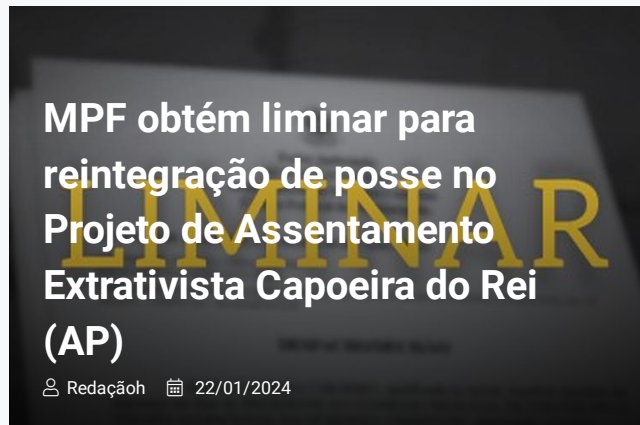 MPF obtém liminar para
reintegração de posse no
Projeto de Assentamento
Extrativista Capoeira do Rei
(AP)
LIMINAR
Redaçãoh 22/01/2024